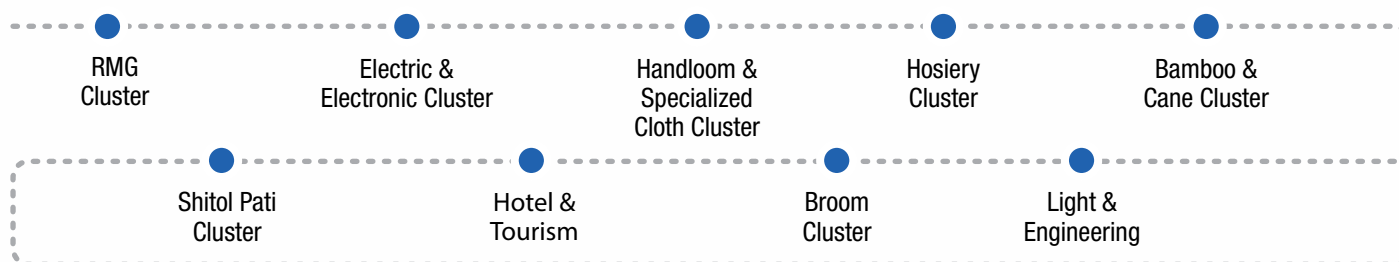 RMG
Cluster
Electric &
Electronic Cluster
Handloom &
Specialized
Cloth Cluster
Hosiery
Cluster
Bamboo &
Cane Cluster
Shitol Pati
Cluster
Hotel &
Tourism
Broom
Cluster
Light &
Engineering